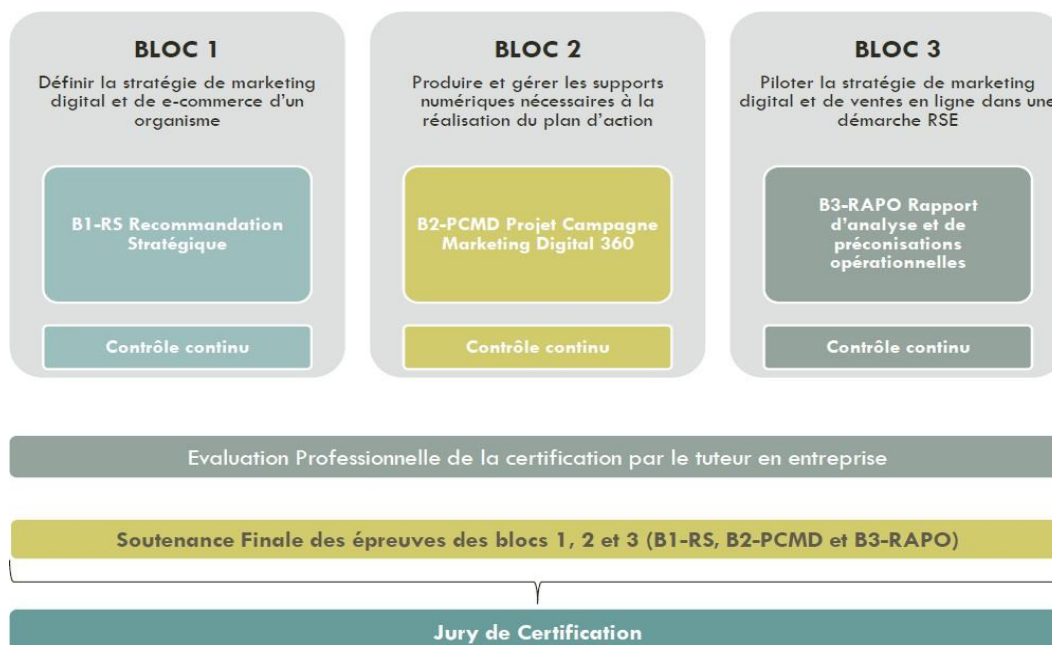 BLOC 1
Définir la stratégie de marketing
digital et de e-commerce d'un
organisme
B1-RS Recommandation
Stratégique
Contrôle continu
BLOC 2
Produire et gérer les supports
numériques nécessaires à la
réalisation du plan d'action
B2-PCMD Projet Campagne
Marketing Digital 360
Contrôle continu
BLOC 3
Piloter la stratégie de marketing
digital et de ventes en ligne dans une
démarche RSE
B3-RAPO Rapport
d'analyse et de
préconisations
opérationnelles
Contrôle continu
Evaluation Professionnelle de la certification par le tuteur en entreprise
Soutenance Finale des épreuves des blocs 1, 2 et 3 (B1-RS, B2-PCMD et B3-RAPO)
Jury de Certification